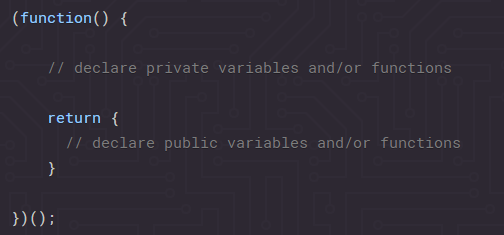 (function() {
// declare private variables and/or functions
return {
// declare public variables and/or functions
}
})();